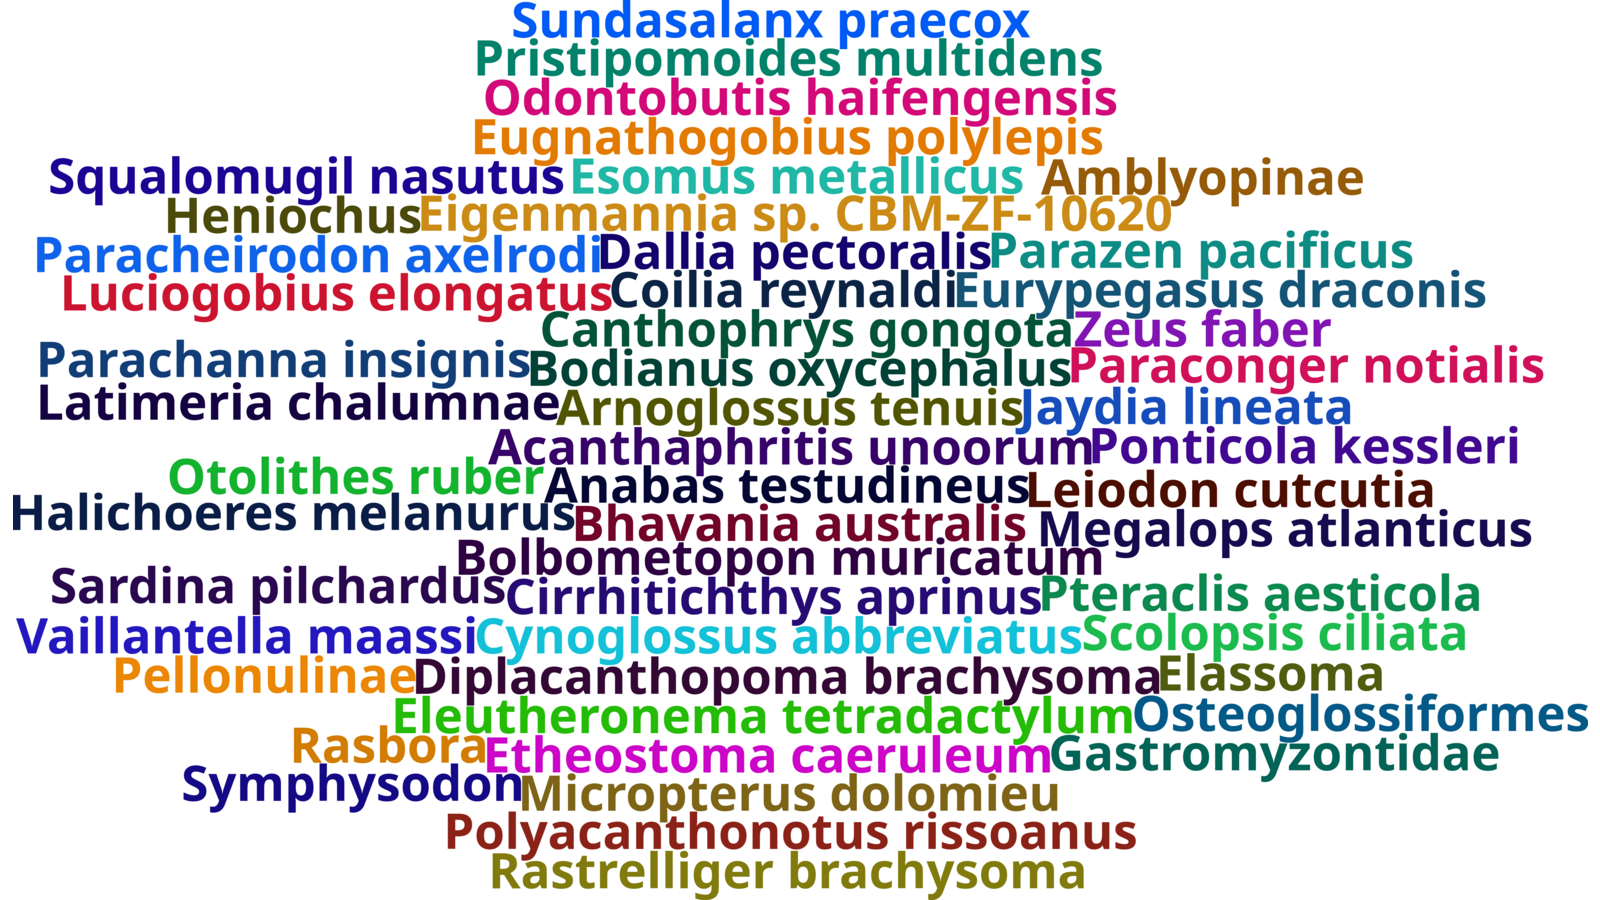 Sundasalanx praecox
Pristipomoides multidens
Odontobutis haifengensis
Eugnathogobius polylepis
Squalomugil nasutus Esomus metallicus Amblyopinae
Heniochus Eigenmannia sp. CBM-ZF-10620
Paracheirodon axelrodi Dallia pectoralis Parazen pacificus
Luciogobius elongatus Coilia reynaldi Eurypegasus draconis
Canthophrys gongota Zeus faber
Parachanna insignis Bodianus oxycephalus Paraconger notialis
Latimeria chalumnae Arnoglossus tenuis Jaydia lineata
Acanthaphritis unoorum Ponticola kessleri
Otolithes ruber Anabas testudineus Leiodon cutcutia
Halichoeres melanurus Bhavania australis Megalops atlanticus
Bolbometopon muricatum
Sardina pilchardus Cirrhitichthys aprinus Pteraclis aesticola
Vaillantella maassi Cynoglossus abbreviatus Scolopsis ciliata
Pellonulinae Diplacanthopoma brachysoma Elassoma
Eleutheronema tetradactylum Osteoglossiformes
Rasbora Etheostoma caeruleum Gastromyzontidae
Symphysodon Micropterus dolomieu
Polyacanthonotus rissoanus
Rastrelliger brachysoma